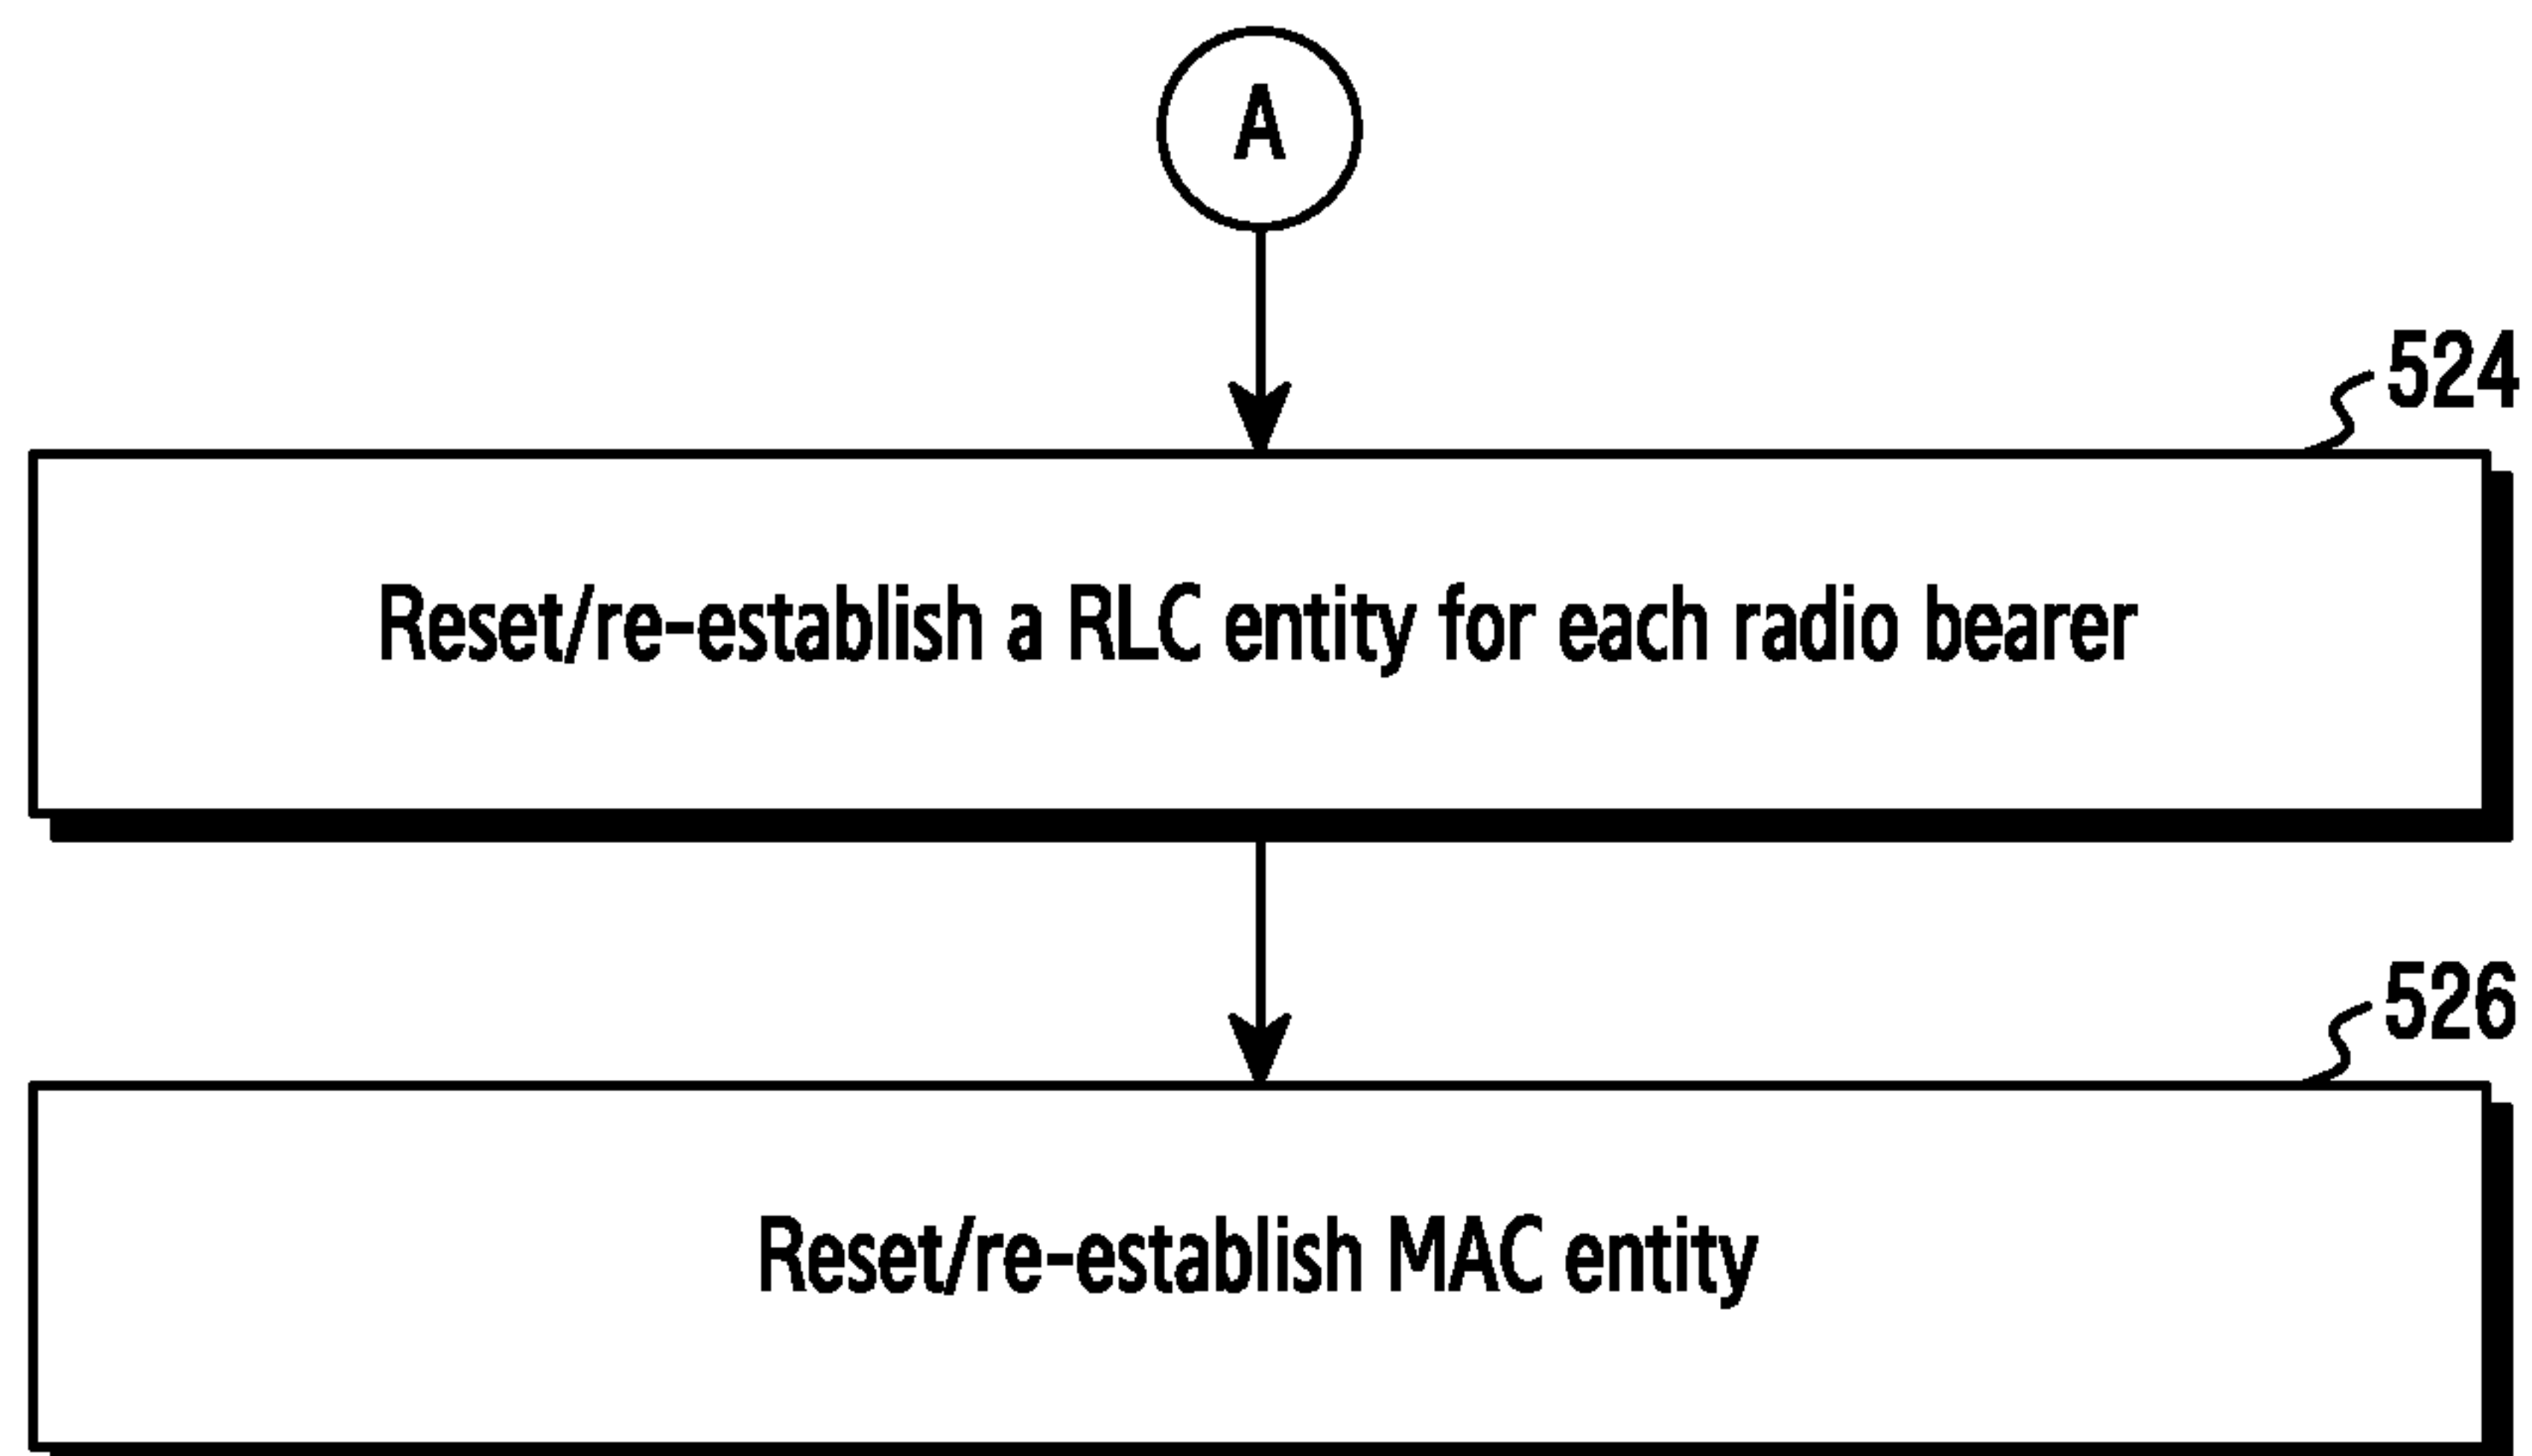 A
524
Reset/re-establish a RLC entity for each radio bearer
526
Reset/re-establish MAC entity